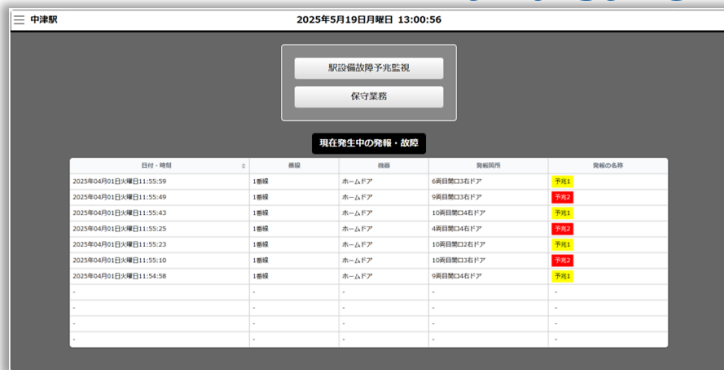 中津駅 2025年5月19日月曜日 13:00:56
駅設備故障予兆監視
保守業務
現在発生中の発報・故障
日付・時刻 機器 発報箇所 発報の名称
2025年04月01日火曜日11:55:59 1番線 ホームドア 6両目開口3右ドア 予兆1
2025年04月01日火曜日11:55:49 1番線 ホームドア 9両目開口3右ドア 予兆2
2025年04月01日火曜日11:55:43 1番線 ホームドア 10両目開口4右ドア 予兆1
2025年04月01日火曜日11:55:25 1番線 ホームドア 4両目開口4右ドア 予兆2
2025年04月01日火曜日11:55:23 1番線 ホームドア 10両目開口2右ドア 予兆1
2025年04月01日火曜日11:55:10 1番線 ホームドア 10両目開口3右ドア 予兆2
2025年04月01日火曜日11:54:58 1番線 ホームドア 9両目開口4右ドア 予兆1
- - - - -
- - - - -
- - - - -
- - - - -